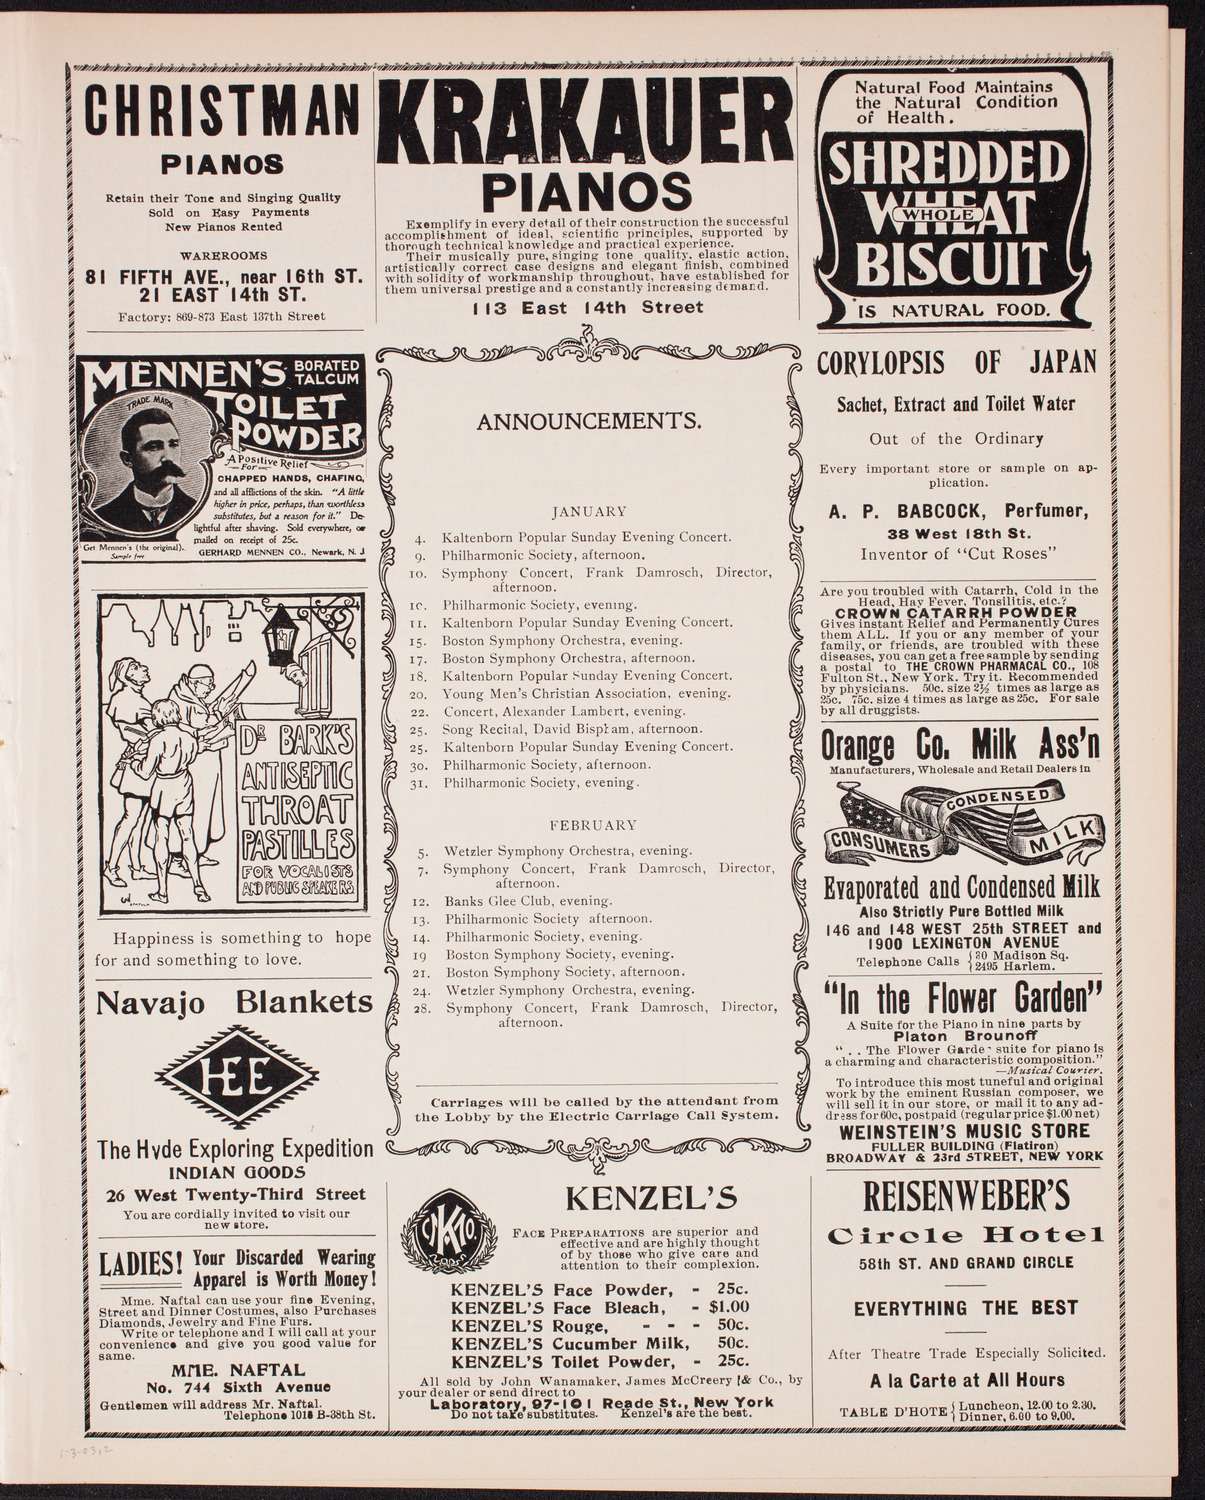 CHRISTMAN
PIANOS
Retain their Tone and Singing Quality
Sold on Easy Payments
New Pianos Rented
WAREROOMS
81 FIFTH AVE., near 16th ST.
21 EAST 14th ST.
Factory: 869-873 East 137th Street
KRAKAUER
PIANOS
Exemplify in every detail of their construction the successful
accomplishment of ideal, scientific principles, supported by
thorough technical knowledge and practical experience.
Their musically pure, singing tone quality, elastic action,
artistically correct case designs and elegant finish, combined
with solidity of workmanship throughout, have established for
them universal prestige and a constantly increasing demand.
113 East 14th Street
Natural Food Maintains
the Natural Condition
of Health.
SHREDDED
WHOLE
WHEAT
BISCUIT
IS NATURAL FOOD.
MENNEN'S BORATED
TALCUM
TOILET
POWDER
TRADE MARK
A Positive Relief
For
CHAPPED HANDS, CHAFING,
and all afflictions of the skin. "A little
higher in price, perhaps, than worthless
substitutes, but a reason for it." De-
lightful after shaving. Sold everywhere, or
mailed on receipt of 25c.
Get Mennen's (the original).
Sample free
GERHARD MENNEN CO., Newark, N. J
DR BARK'S
ANTISEPTIC
THROAT
PASTILLES
FOR VOCALISTS
AND PUBLIC SPEAKERS
Happiness is something to hope
for and something to love.
Navajo Blankets
HEE
The Hyde Exploring Expedition
INDIAN GOODS
26 West Twenty-Third Street
You are cordially invited to visit our
new store.
LADIES! Your Discarded Wearing
Apparel is Worth Money!
Mme. Naftal can use your fine Evening,
Street and Dinner Costumes, also Purchases
Diamonds, Jewelry and Fine Furs.
Write or telephone and I will call at your
convenience and give you good value for
same.
MME. NAFTAL
No. 744 Sixth Avenue
Gentlemen will address Mr. Naftal.
Telephone 1018 B-38th St.
ANNOUNCEMENTS.
JANUARY
4. Kaltenborn Popular Sunday Evening Concert.
9. Philharmonic Society, afternoon.
10. Symphony Concert, Frank Damrosch, Director,
afternoon.
10. Philharmonic Society, evening.
11. Kaltenborn Popular Sunday Evening Concert.
15. Boston Symphony Orchestra, evening.
17. Boston Symphony Orchestra, afternoon.
18. Kaltenborn Popular Sunday Evening Concert.
20. Young Men's Christian Association, evening.
22. Concert, Alexander Lambert, evening.
25. Song Recital, David Bispham, afternoon.
25. Kaltenborn Popular Sunday Evening Concert.
30. Philharmonic Society, afternoon.
31. Philharmonic Society, evening.
FEBRUARY
5. Wetzler Symphony Orchestra, evening.
7. Symphony Concert, Frank Damrosch, Director,
afternoon.
12. Banks Glee Club, evening.
13. Philharmonic Society afternoon.
14. Philharmonic Society, evening.
19 Boston Symphony Society, evening.
21. Boston Symphony Society, afternoon.
24. Wetzler Symphony Orchestra, evening.
28. Symphony Concert, Frank Damrosch, Director,
afternoon.
Carriages will be called by the attendant from
the Lobby by the Electric Carriage Call System.
KENZEL'S
FACE PREPARATIONS are superior and
effective and are highly thought
of by those who give care and
attention to their complexion.
KENZEL'S Face Powder, - 25c.
KENZEL'S Face Bleach, - $1.00
KENZEL'S Rouge, - - - 50c.
KENZEL'S Cucumber Milk, 50c.
KENZEL'S Toilet Powder, - 25c.
All sold by John Wanamaker, James McCreery & Co., by
your dealer or send direct to
Laboratory, 97-101 Reade St., New York
Do not take substitutes. Kenzel's are the best.
CORYLOPSIS OF JAPAN
Sachet, Extract and Toilet Water
Out of the Ordinary
Every important store or sample on ap-
plication.
A. P. BABCOCK, Perfumer,
38 West 18th St.
Inventor of "Cut Roses"
Are you troubled with Catarrh, Cold in the
Head, Hay Fever, Tonsilitis, etc.?
CROWN CATARRH POWDER
Gives instant Relief and Permanently Cures
them ALL. If you or any member of your
family, or friends, are troubled with these
diseases, you can get a free sample by sending
a postal to THE CROWN PHARMACAL CO., 108
Fulton St., New York. Try it. Recommended
by physicians. 50c. size 2½ times as large as
25c. 75c. size 4 times as large as 25c. For sale
by all druggists.
Orange Co. Milk Ass'n
Manufacturers, Wholesale and Retail Dealers in
CONSUMERS CONDENSED MILK
Evaporated and Condensed Milk
Also Strictly Pure Bottled Milk
146 and 148 WEST 25th STREET and
1900 LEXINGTON AVENUE
Telephone Calls { 30 Madison Sq.
2495 Harlem.
"In the Flower Garden"
A Suite for the Piano in nine parts by
Platon Brounoff
". . The Flower Garde suite for piano is
a charming and characteristic composition."
—Musical Courier.
To introduce this most tuneful and original
work by the eminent Russian composer, we
will sell it in our store, or mail it to any ad-
dress for 60c, postpaid (regular price $1.00 net)
WEINSTEIN'S MUSIC STORE
FULLER BUILDING (Flatiron)
BROADWAY & 23rd STREET, NEW YORK
REISENWEBER'S
Circle Hotel
58th ST. AND GRAND CIRCLE
EVERYTHING THE BEST
After Theatre Trade Especially Solicited.
A la Carte at All Hours
TABLE D'HOTE { Luncheon, 12.00 to 2.30.
Dinner, 6.00 to 9.00.